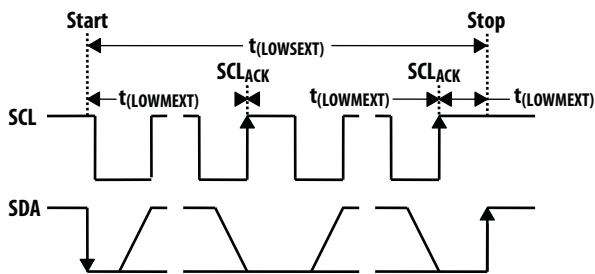 Start Stop
t(LOWSEXT)
SCLACK SCLACK
t(LOWMEXT) t(LOWMEXT) t(LOWMEXT)
SCL
SDA